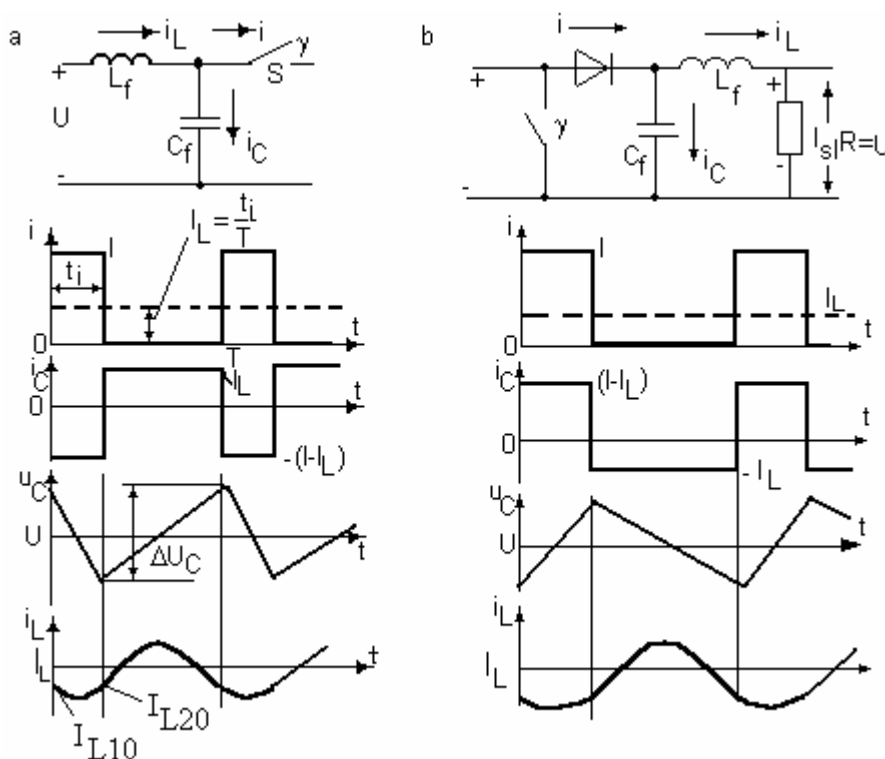 a
i_L
i
γ
+
L_f
S
U
C_f
i_C
-
i
I
I_L = t_i/T
t_i
t
0
T
i_C
I_L
t
0
-(I-I_L)
u_C
U
ΔU_C
t
i_L
I_L
t
I_L20
I_L10
b
i
i_L
+
L_f
+
γ
C_f
i_C
I_sl R=U
-
-
i
I
I_L
t
0
i_C
(I-I_L)
t
0
- I_L
u_C
U
t
i_L
I_L
t